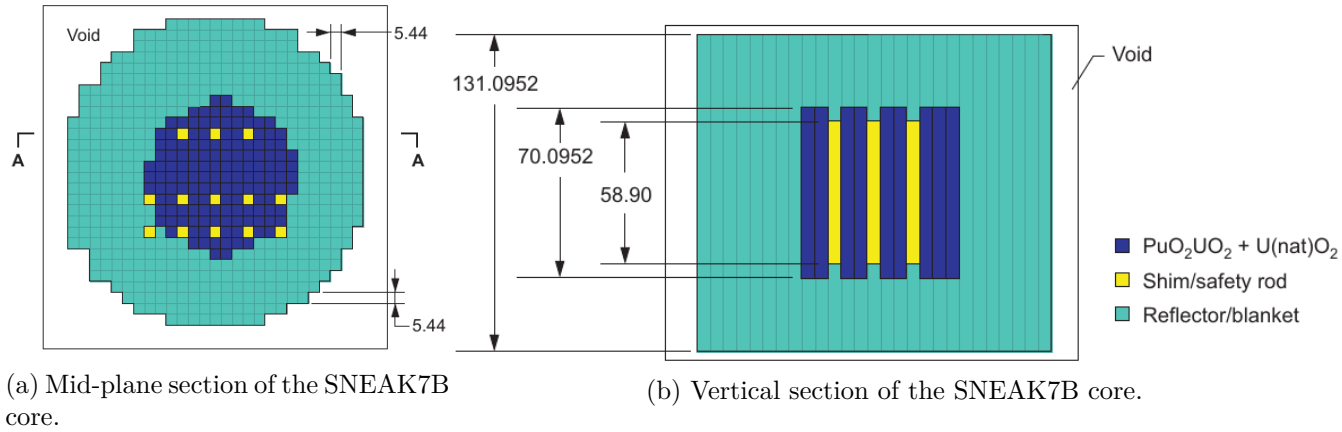 Void
5.44
A
A
5.44
131.0952
70.0952
58.90
Void
PuO₂UO₂ + U(nat)O₂
Shim/safety rod
Reflector/blanket
(a) Mid-plane section of the SNEAK7B
core.
(b) Vertical section of the SNEAK7B core.